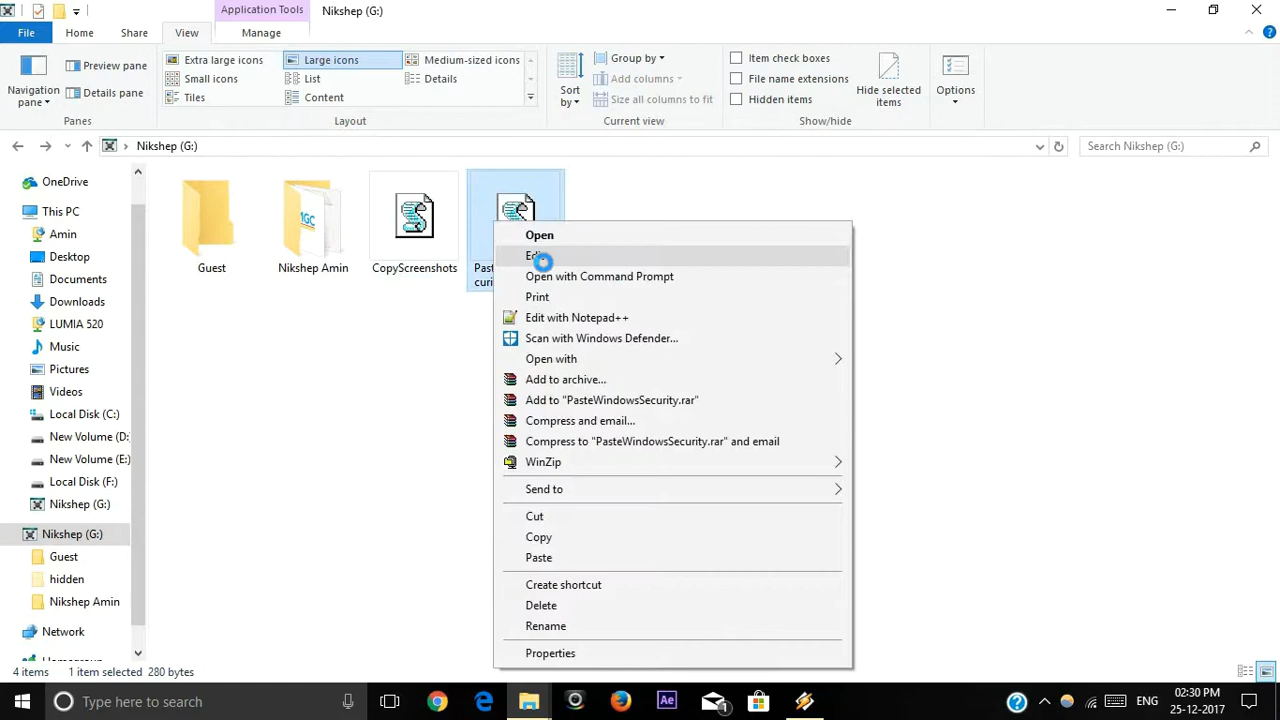 Application Tools
Nikshep (G:)
File
Home
Share
View
Manage
Navigation
pane
Preview pane
Details pane
Panes
Extra large icons
Large icons
Medium-sized icons
Small icons
List
Details
Tiles
Content
Layout
Sort
by
Group by
Add columns
Size all columns to fit
Current view
Item check boxes
File name extensions
Hidden items
Hide selected
items
Show/hide
Options
Nikshep (G:)
Search Nikshep (G:)
OneDrive
This PC
Amin
Desktop
Documents
Downloads
LUMIA 520
Music
Pictures
Videos
Local Disk (C:)
New Volume (D:
New Volume (E:)
Local Disk (F:)
Nikshep (G:)
Nikshep (G:)
Guest
hidden
Nikshep Amin
Network
Guest
Nikshep Amin
CopyScreenshots
Past
curi
MGC
Open
Open with Command Prompt
Print
Edit with Notepad++
Scan with Windows Defender...
Open with
Add to archive...
Add to "PasteWindowsSecurity.rar"
Compress and email...
Compress to "PasteWindowsSecurity.rar" and email
WinZip
Send to
Cut
Copy
Paste
Create shortcut
Delete
Rename
Properties
4 items
1 item selected 280 bytes
Type here to search
Ae
1
ENG
02:30 PM
25-12-2017